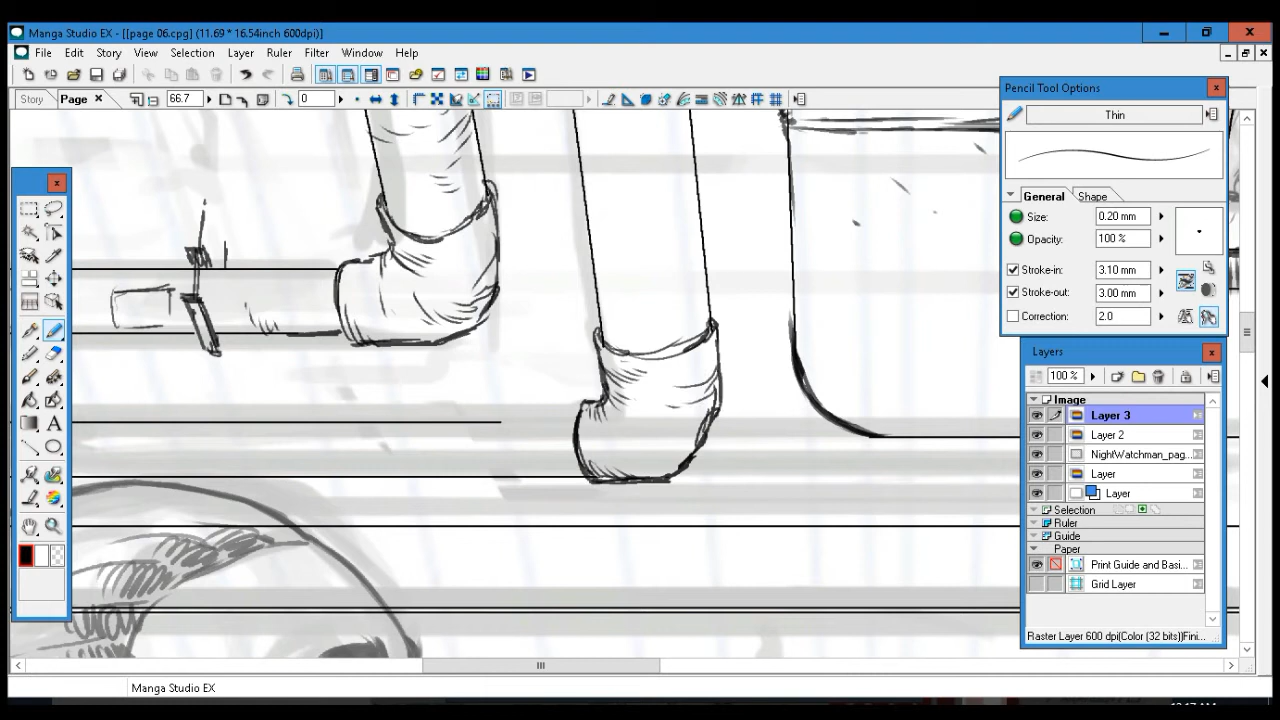 Manga Studio EX - [[page 06.cpg] (11.69 * 16.54inch 600dpi)]
File Edit Story View Selection Layer Ruler Filter Window Help
Story Page 66.7 0
Pencil Tool Options
Thin
General Shape
Size: 0.20 mm
Opacity: 100 %
Stroke-in: 3.10 mm
Stroke-out: 3.00 mm
Correction: 2.0
Layers
100 %
Image
Layer 3
Layer 2
NightWatchman_pag...
Layer
Layer
Selection
Ruler
Guide
Paper
Print Guide and Basi...
Grid Layer
Raster Layer 600 dpi(Color (32 bits))Fini
Manga Studio EX